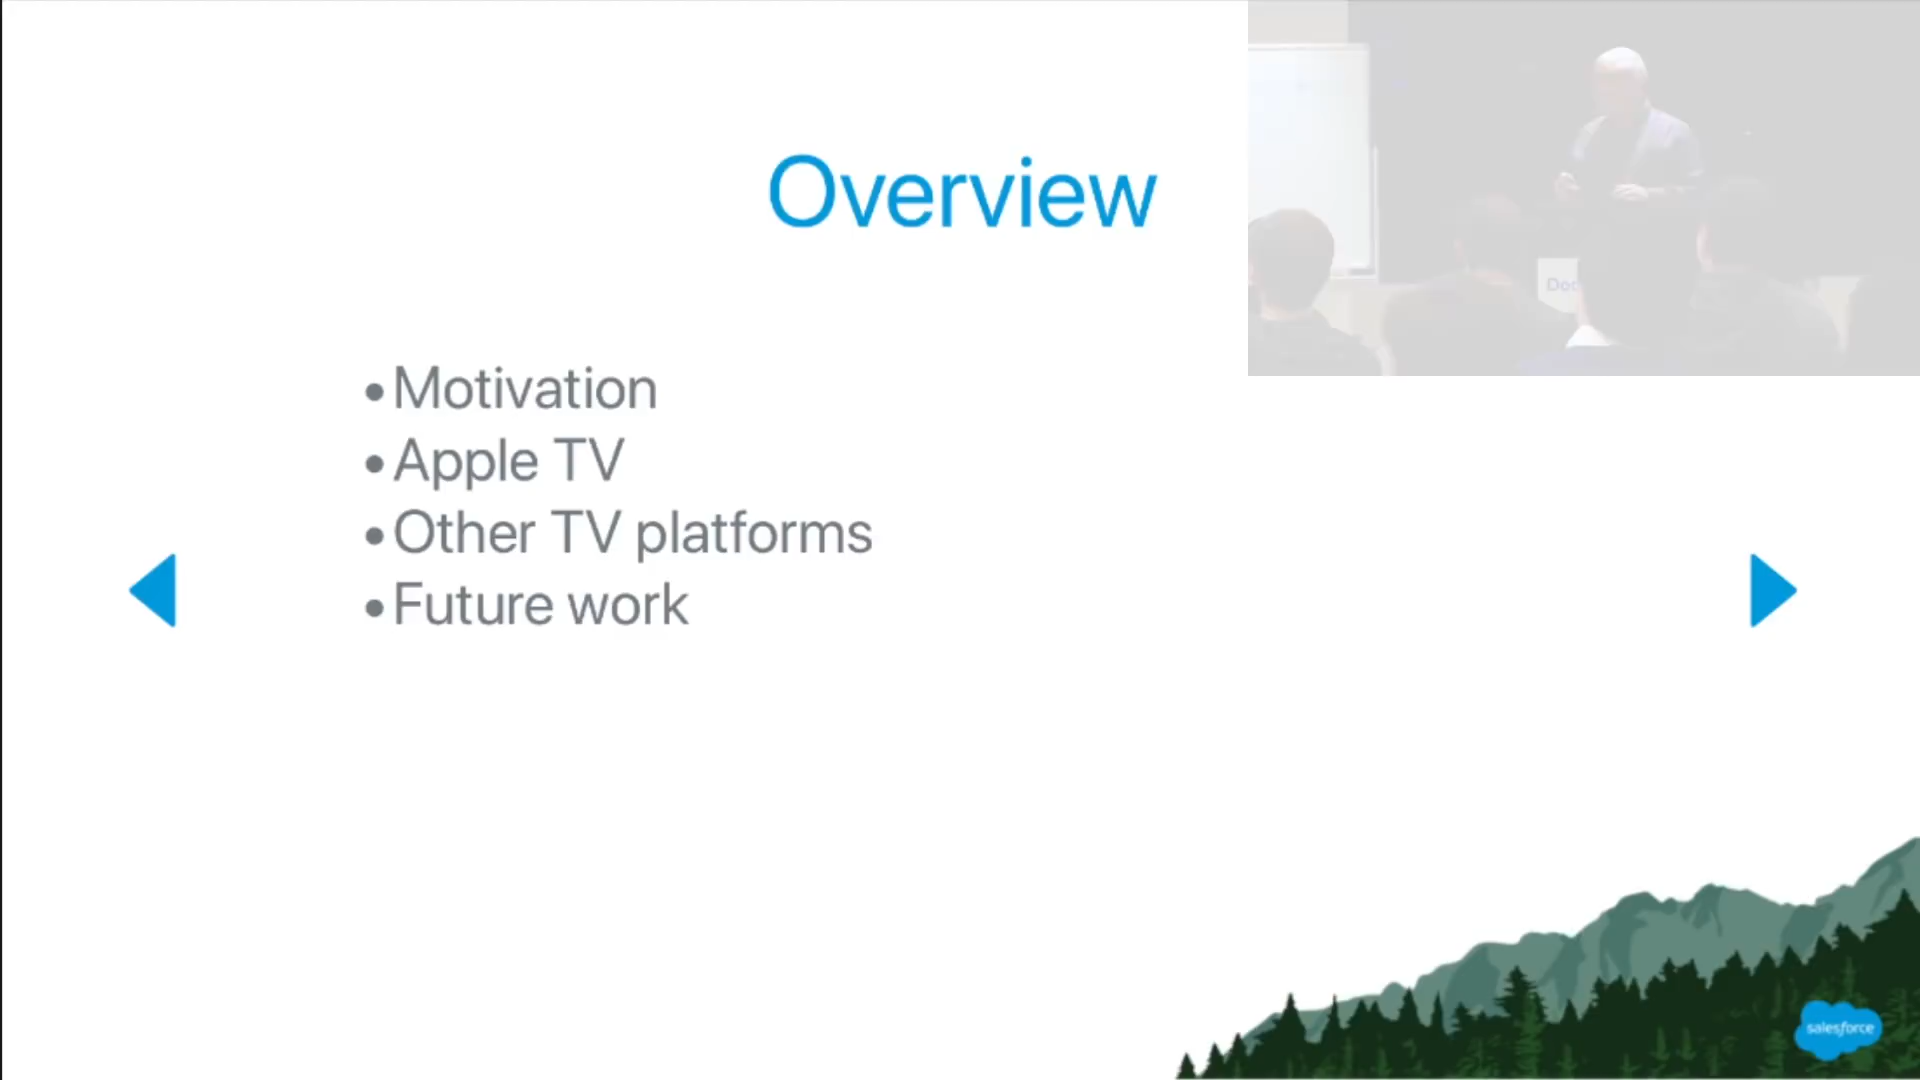 Overview
•Motivation
•Apple TV
•Other TV platforms
•Future work
salesforce